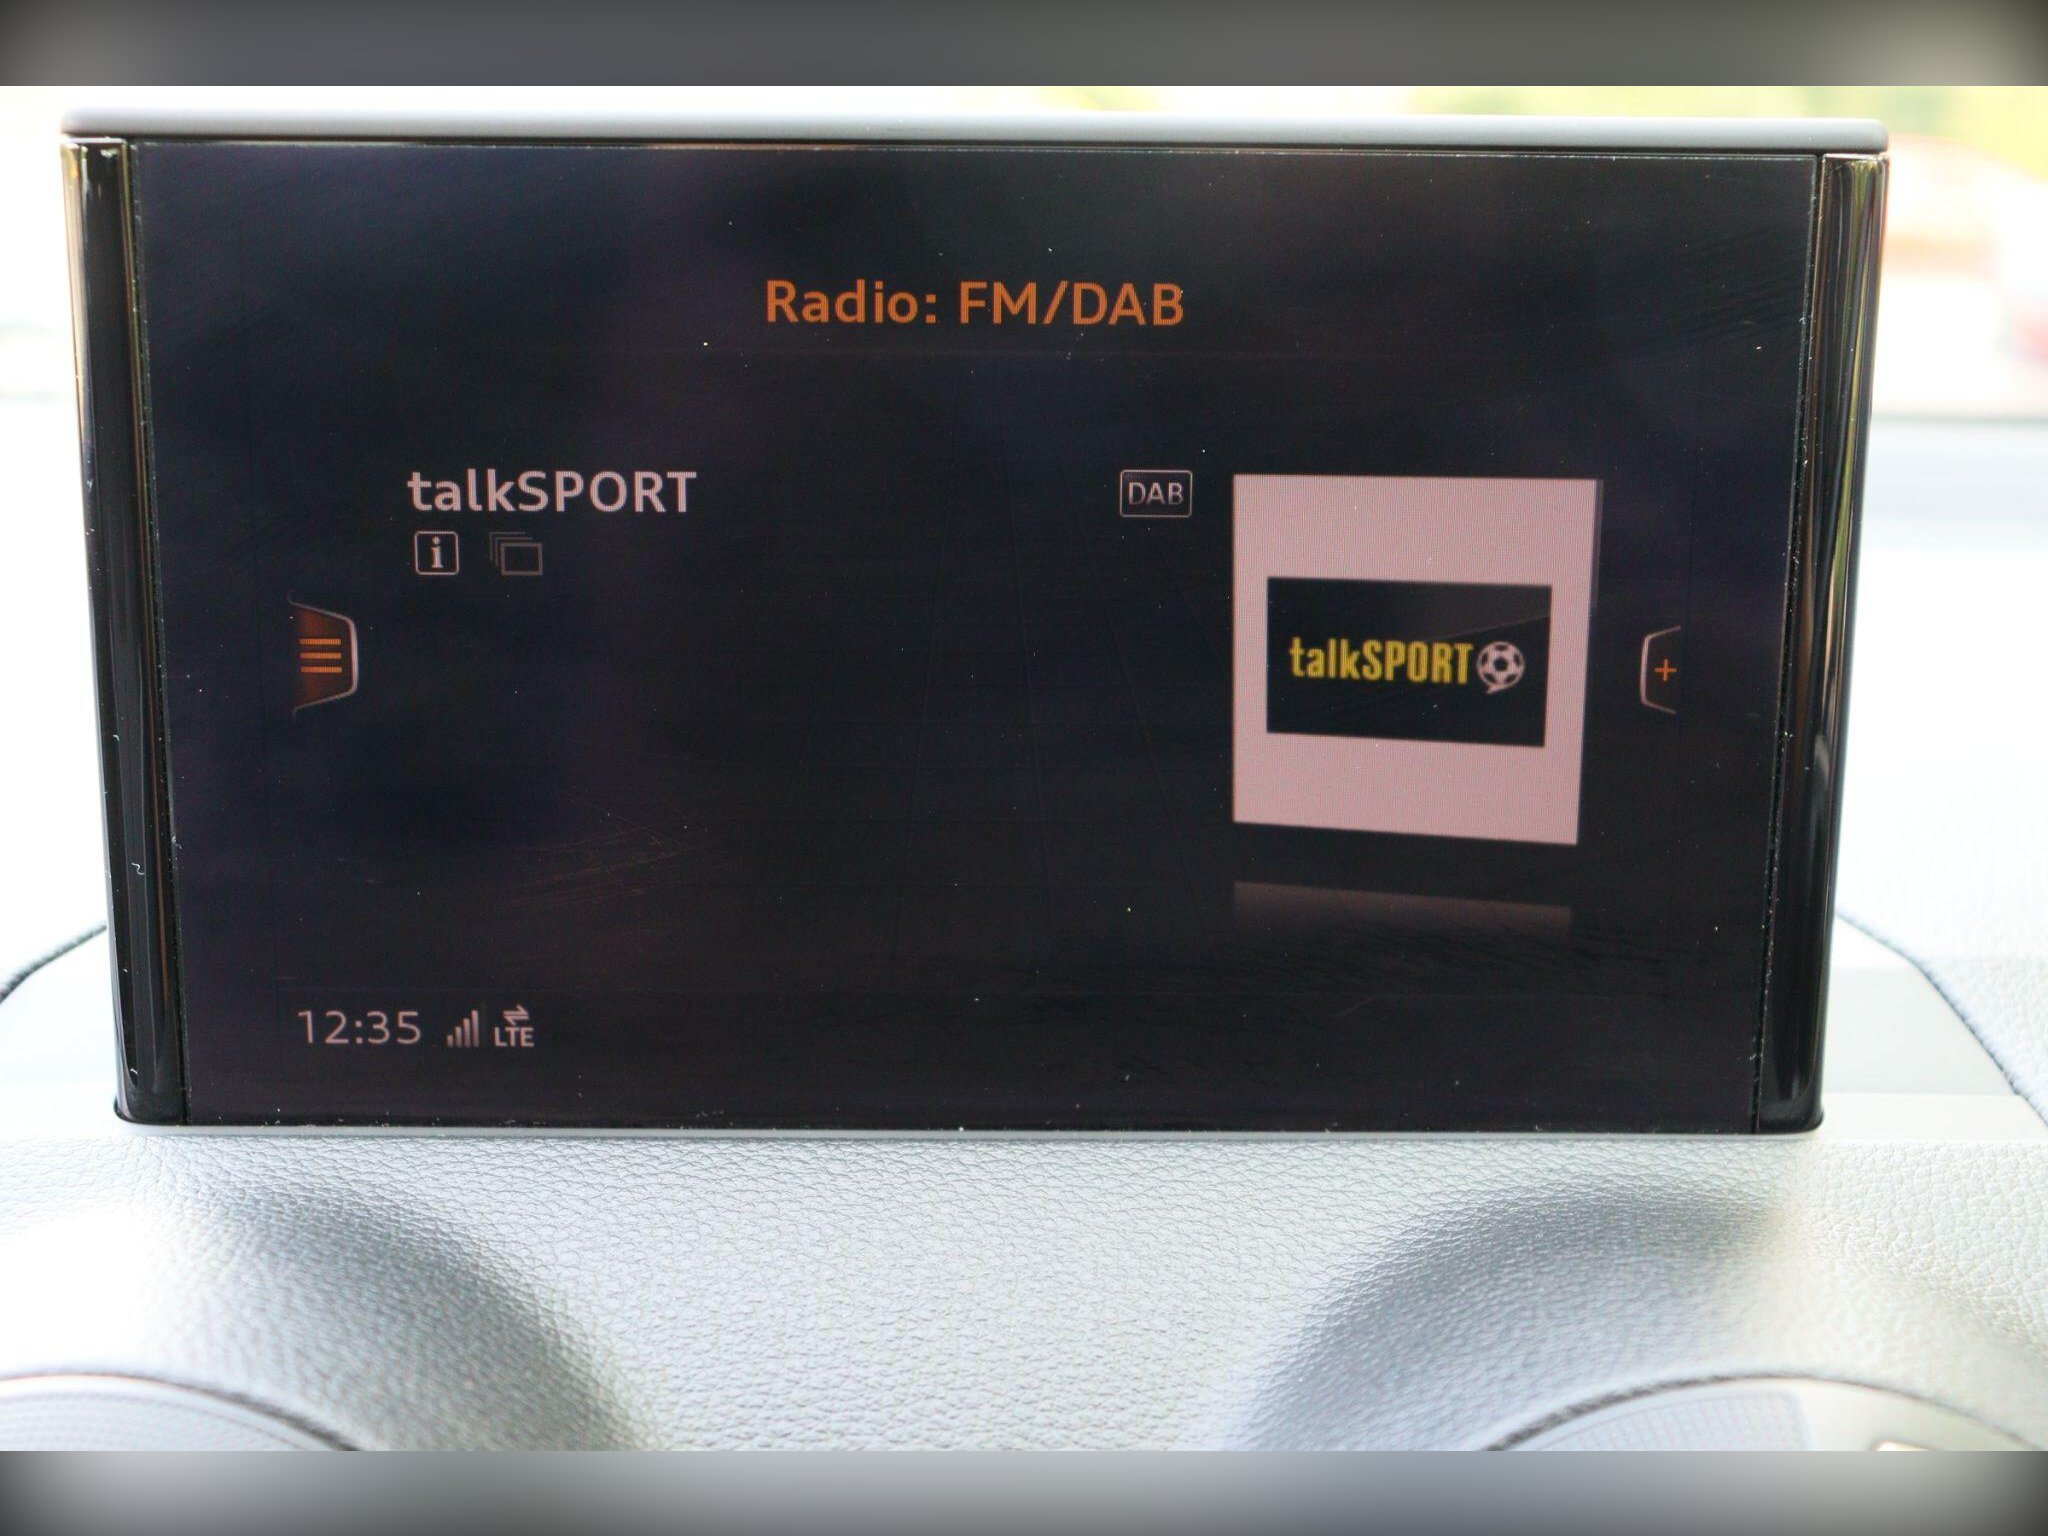 Radio: FM/DAB
talkSPORT
DAB
talkSPORT
12:35 LTE